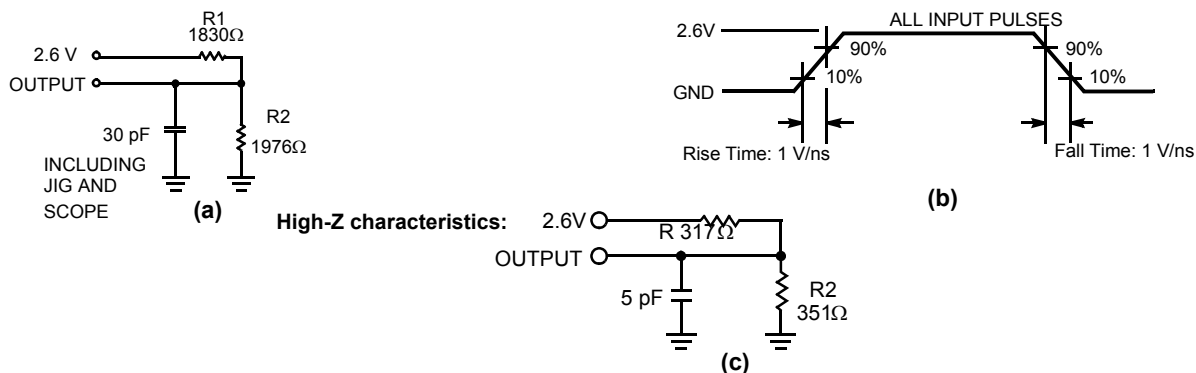 R1
1830Ω
2.6 V
OUTPUT
30 pF
R2
1976Ω
INCLUDING
JIG AND
SCOPE
(a)
ALL INPUT PULSES
2.6V
90%
10%
GND
90%
10%
Rise Time: 1 V/ns
Fall Time: 1 V/ns
(b)
High-Z characteristics:
2.6V
R 317Ω
OUTPUT
5 pF
R2
351Ω
(c)